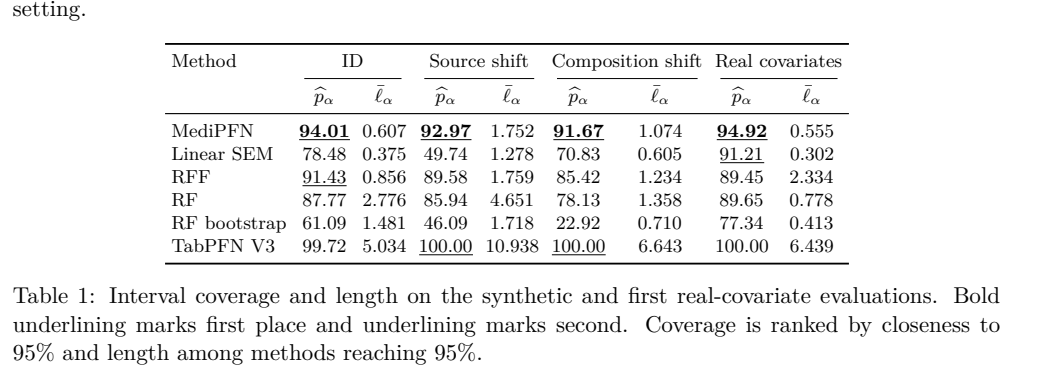 setting.
Method ID Source shift Composition shift Real covariates
p̂α ℓ̄α p̂α ℓ̄α p̂α ℓ̄α p̂α ℓ̄α
MediPFN 94.01 0.607 92.97 1.752 91.67 1.074 94.92 0.555
Linear SEM 78.48 0.375 49.74 1.278 70.83 0.605 91.21 0.302
RFF 91.43 0.856 89.58 1.759 85.42 1.234 89.45 2.334
RF 87.77 2.776 85.94 4.651 78.13 1.358 89.65 0.778
RF bootstrap 61.09 1.481 46.09 1.718 22.92 0.710 77.34 0.413
TabPFN V3 99.72 5.034 100.00 10.938 100.00 6.643 100.00 6.439
Table 1: Interval coverage and length on the synthetic and first real-covariate evaluations. Bold
underlining marks first place and underlining marks second. Coverage is ranked by closeness to
95% and length among methods reaching 95%.